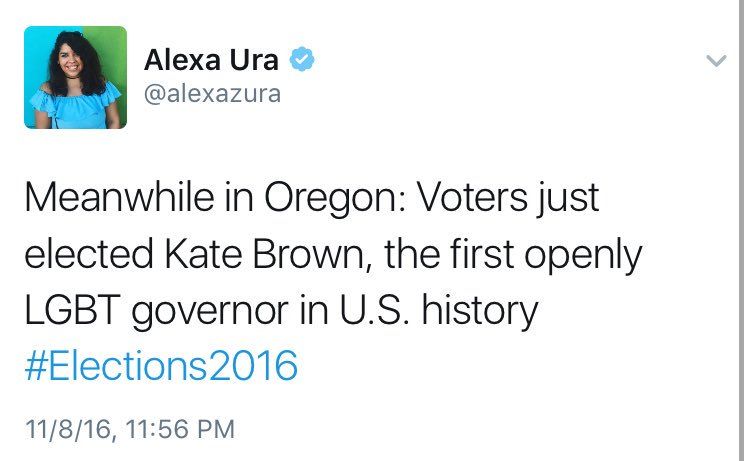 Alexa Ura
@alexazura
Meanwhile in Oregon: Voters just
elected Kate Brown, the first openly
LGBT governor in U.S. history
#Elections2016
11/8/16, 11:56 PM